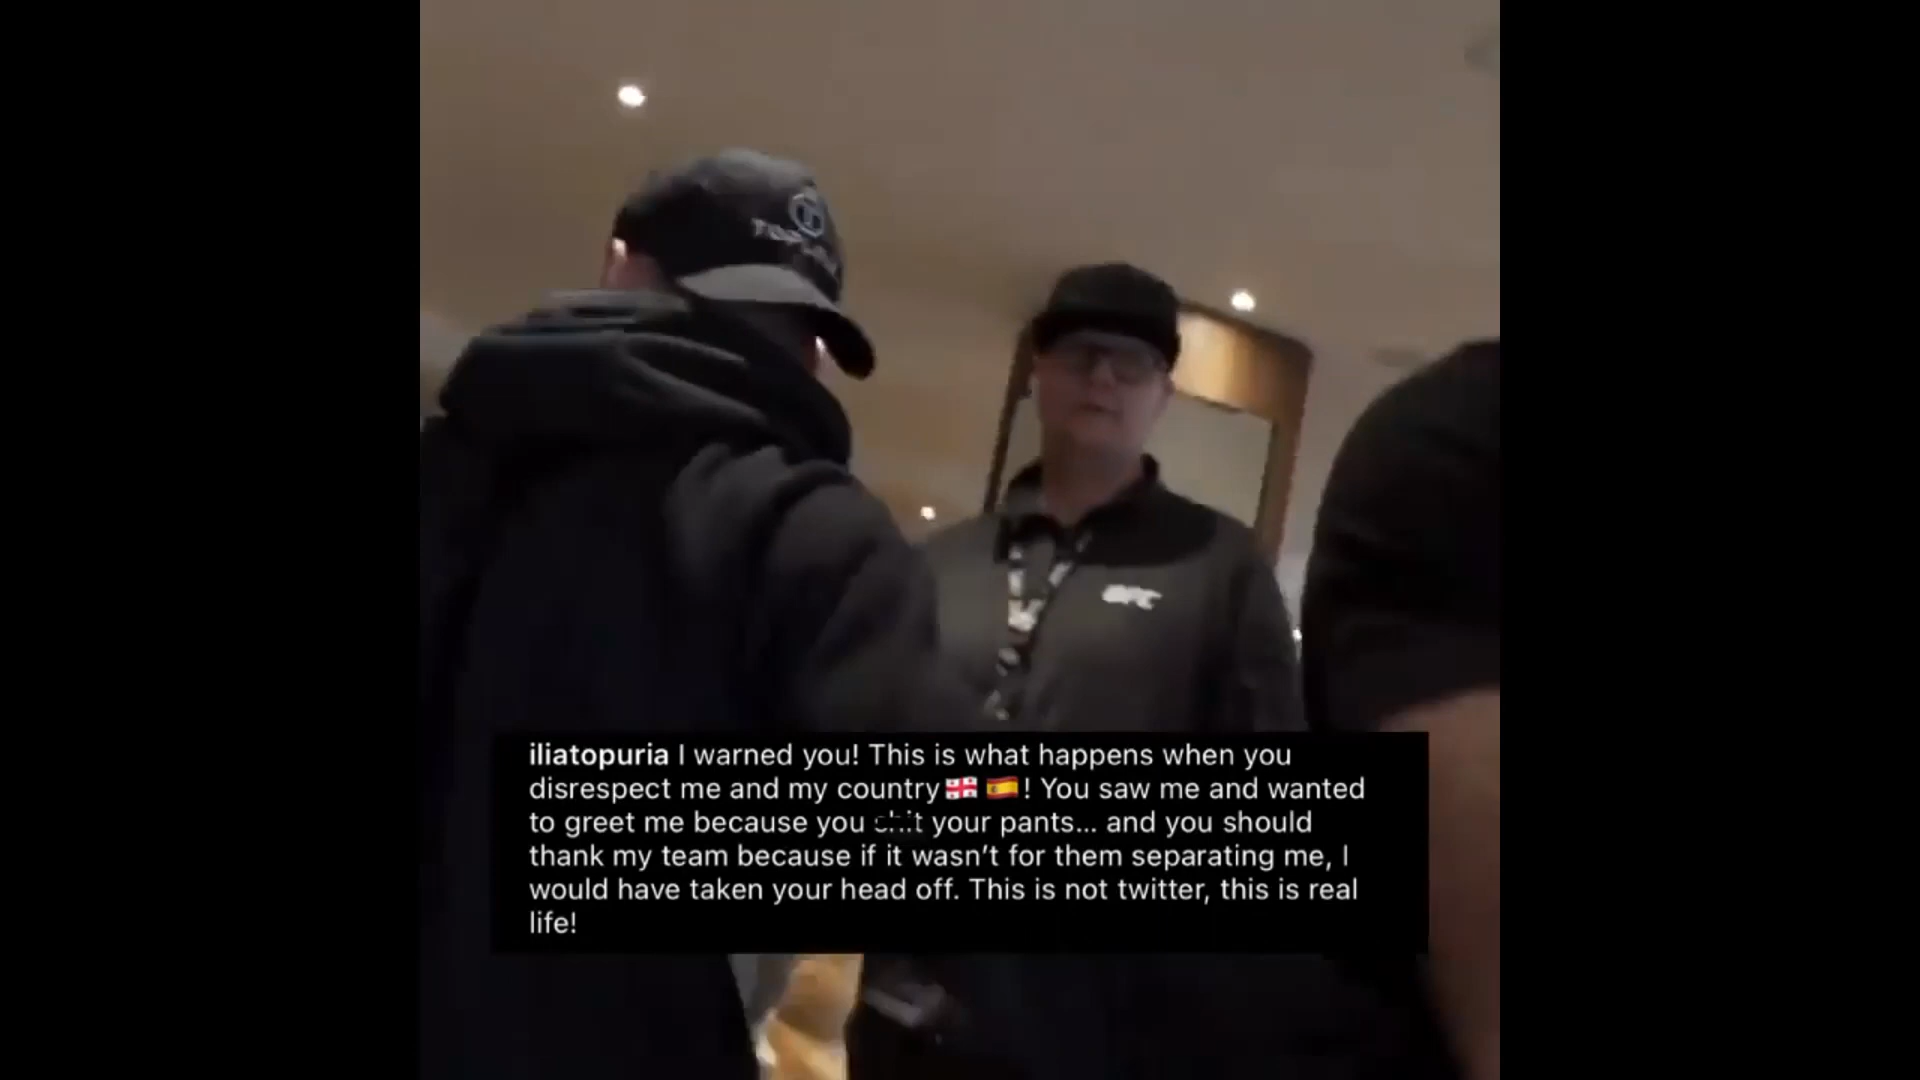 UFC
iliatopuria I warned you! This is what happens when you
disrespect me and my country🇬🇪 🇪🇸! You saw me and wanted
to greet me because you shit your pants... and you should
thank my team because if it wasn’t for them separating me, I
would have taken your head off. This is not twitter, this is real
life!